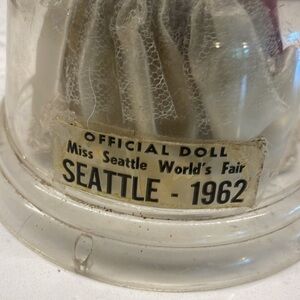 OFFICIAL DOLL
Miss Seattle World's Fair
SEATTLE - 1962